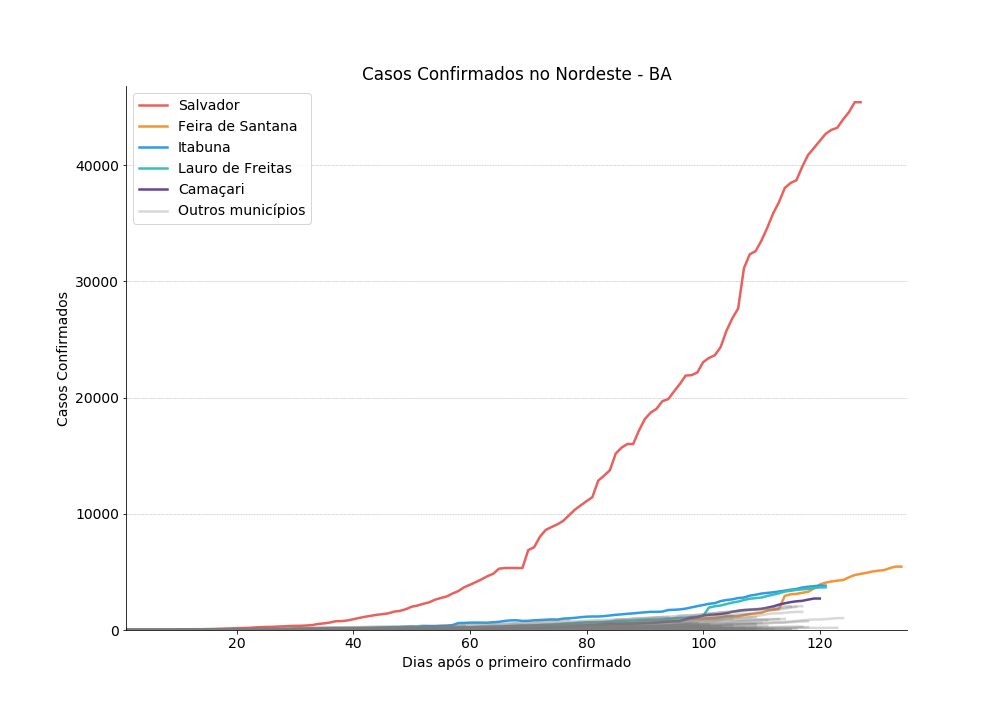 Casos Confirmados no Nordeste - BA
Salvador
Feira de Santana
Itabuna
Lauro de Freitas
Camaçari
Outros municípios
Casos Confirmados
40000
30000
20000
10000
0
20
40
60
80
100
120
Dias após o primeiro confirmado